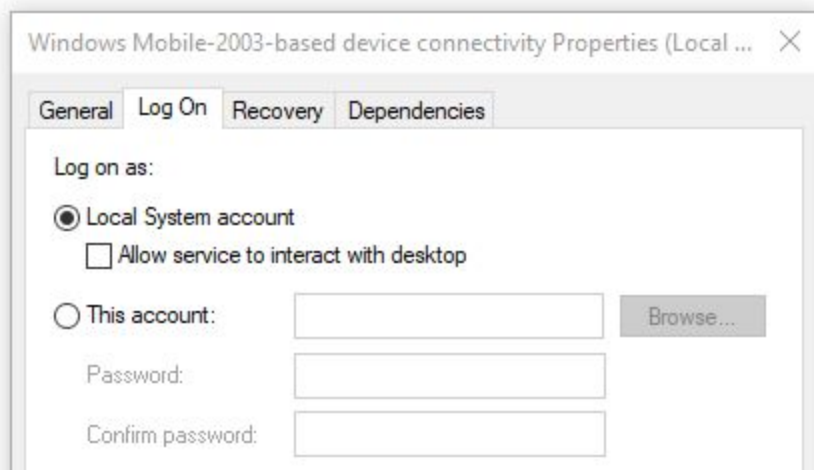 Windows Mobile-2003-based device connectivity Properties (Local ...
General Log On Recovery Dependencies
Log on as:
Local System account
Allow service to interact with desktop
This account: Browse...
Password:
Confirm password: